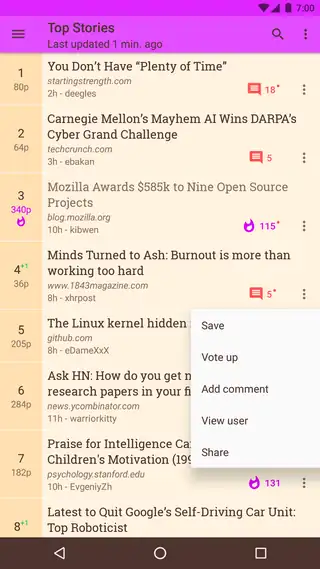 7:00
Top Stories
Last updated 1 min. ago
1
80p
You Don't Have “Plenty of Time”
startingstrength.com
2h - deegles
18*
2
64p
Carnegie Mellon's Mayhem AI Wins DARPA's
Cyber Grand Challenge
techcrunch.com
3h - ebakan
5
3
340p
Mozilla Awards $585k to Nine Open Source
Projects
blog.mozilla.org
10h - kibwen
115*
4+1
36p
Minds Turned to Ash: Burnout is more than
working too hard
www.1843magazine.com
8h - xhrpost
5*
5
205p
The Linux kernel hidden
github.com
8h - eDameXxX
6
284p
Ask HN: How do you get
research papers in your fi
news.ycombinator.com
11h - warriorkitty
Save
Vote up
Add comment
View user
Share
7
182p
Praise for Intelligence Ca
Children's Motivation (199
psychology.stanford.edu
10h - EvgeniyZh
131
8+1
Latest to Quit Google's Self-Driving Car Unit:
Top Roboticist